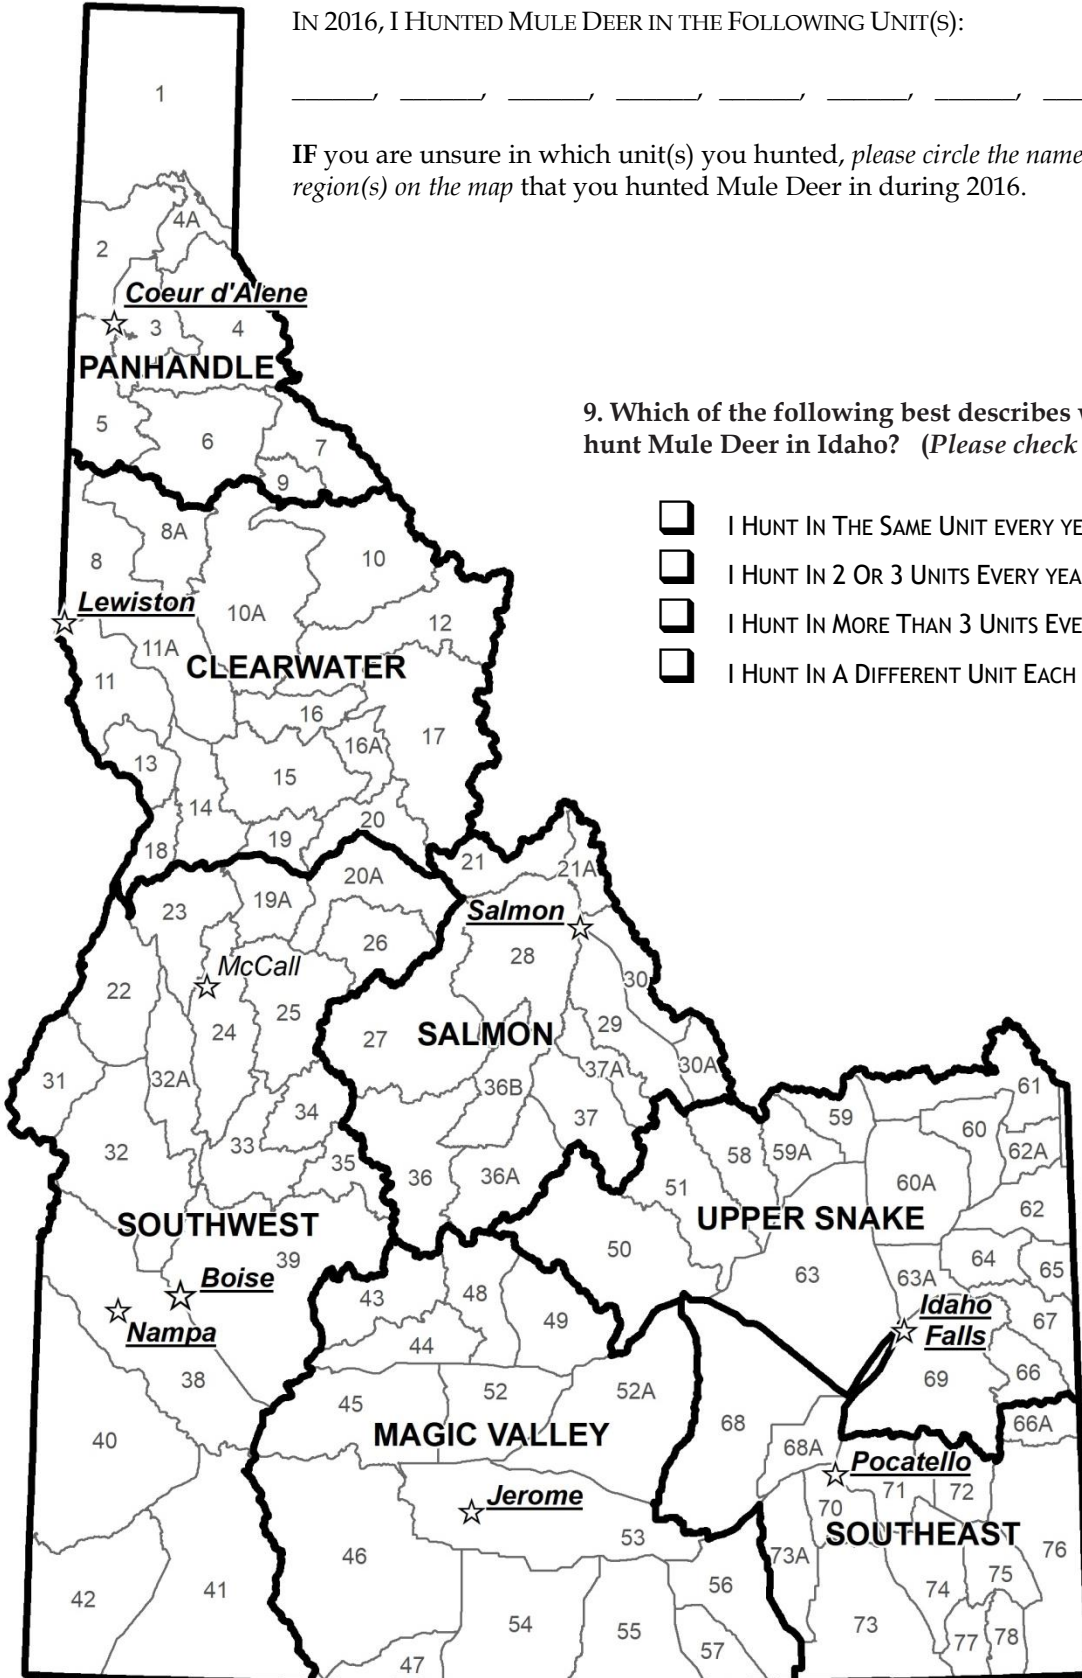 IN 2016, I HUNTED MULE DEER IN THE FOLLOWING UNIT(S):
______, ______, ______, ______, ______, ______, ______, ___
IF you are unsure in which unit(s) you hunted, please circle the name
region(s) on the map that you hunted Mule Deer in during 2016.
1
4A
2
Coeur d'Alene
3
4
PANHANDLE
5
6
7
9
9. Which of the following best describes
hunt Mule Deer in Idaho? (Please check
I HUNT IN THE SAME UNIT EVERY YE
I HUNT IN 2 OR 3 UNITS EVERY YEA
I HUNT IN MORE THAN 3 UNITS EVE
I HUNT IN A DIFFERENT UNIT EACH
8A
8
10
Lewiston
10A
12
11A
CLEARWATER
11
16
17
16A
13
15
14
20
19
18
21
21A
20A
19A
23
Salmon
26
28
McCall
22
25
30
24
29
27
SALMON
31
32A
37A
30A
36B
34
37
33
32
35
36
36A
61
59
60
62A
58
59A
51
60A
62
SOUTHWEST
UPPER SNAKE
39
50
64
65
63
63A
Boise
Idaho
Falls
Nampa
43
48
49
67
44
38
69
66
45
52
52A
40
MAGIC VALLEY
68
66A
68A
Pocatello
Jerome
71
72
70
SOUTHEAST
53
46
73A
76
75
56
74
42
41
54
55
73
57
77
78
47